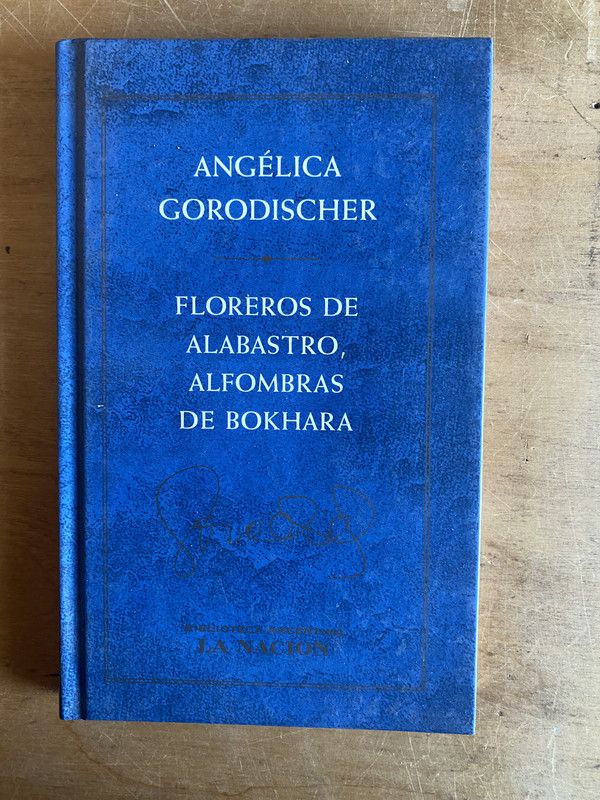 ANGÉLICA
GORODISCHER
FLOREROS DE
ALABASTRO,
ALFOMBRAS
DE BOKHARA
BIBLIOTECA ARGENTINA
LA NACION